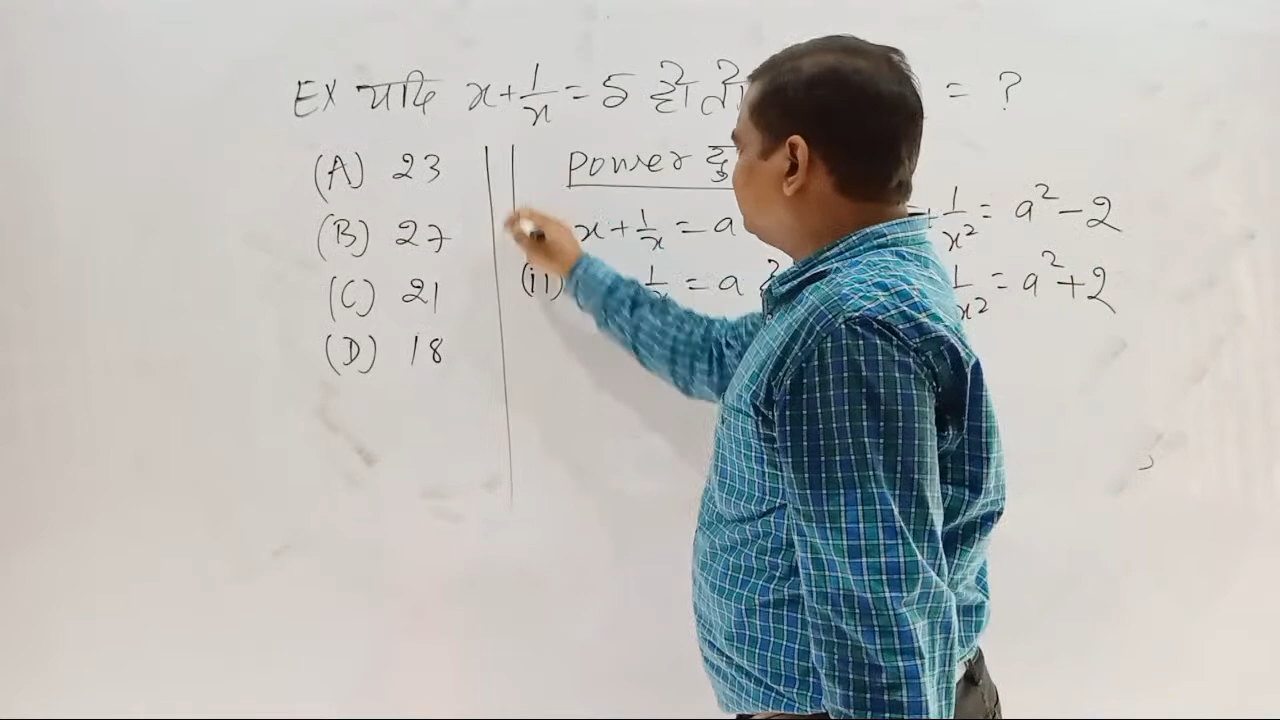 EX यदि x+1/x = 5 हो तो = ?
(A) 23
(B) 27
(C) 21
(D) 18
Power
x+1/x = a +1/x² = a²-2
(ii) 1/x = a 1/x² = a²+2